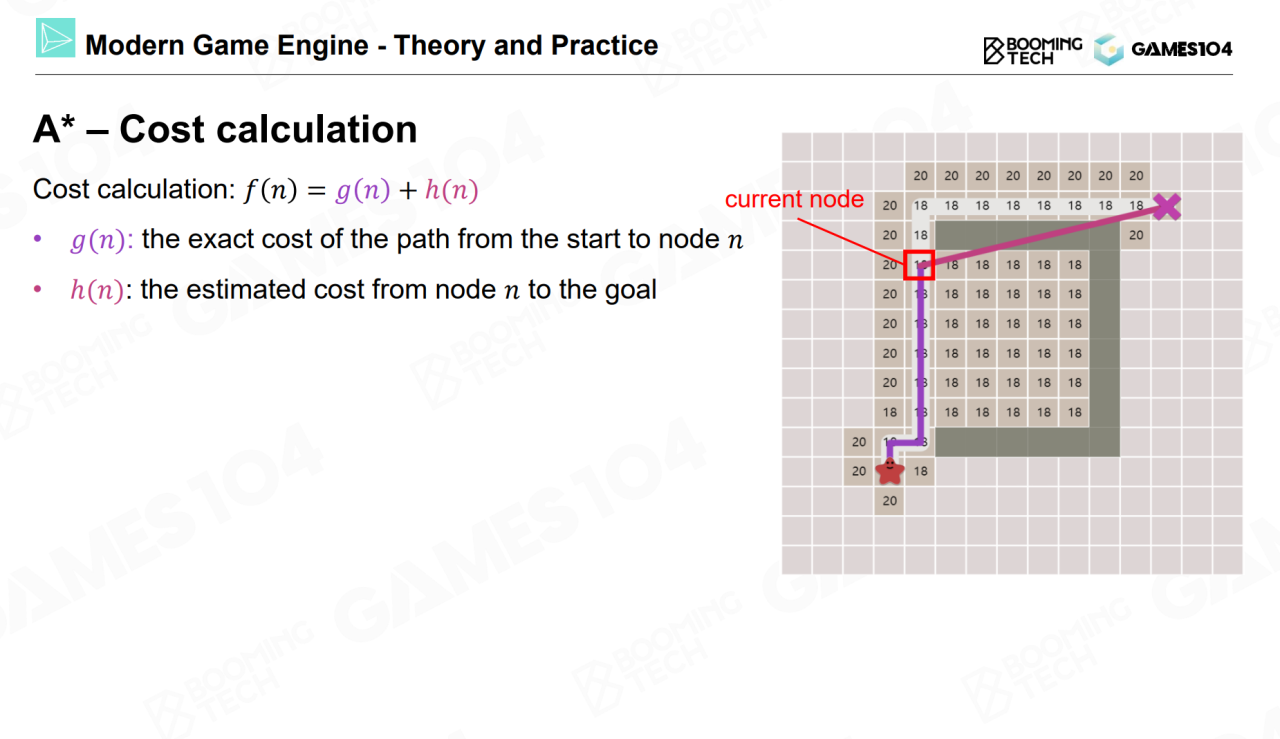 Modern Game Engine - Theory and Practice
BOOMING
TECH
GAMES104
A* – Cost calculation
Cost calculation: f(n) = g(n) + h(n)
• g(n): the exact cost of the path from the start to node n
• h(n): the estimated cost from node n to the goal
current node
20 20 20 20 20 20 20 20
20 18 18 18 18 18 18 18 18
20 18 20
20 18 18 18 18 18 18
20 18 18 18 18 18 18
20 18 18 18 18 18 18
20 18 18 18 18 18 18
20 18 18 18 18 18 18
18 18 18 18 18 18 18
20 18 18
20 18
20